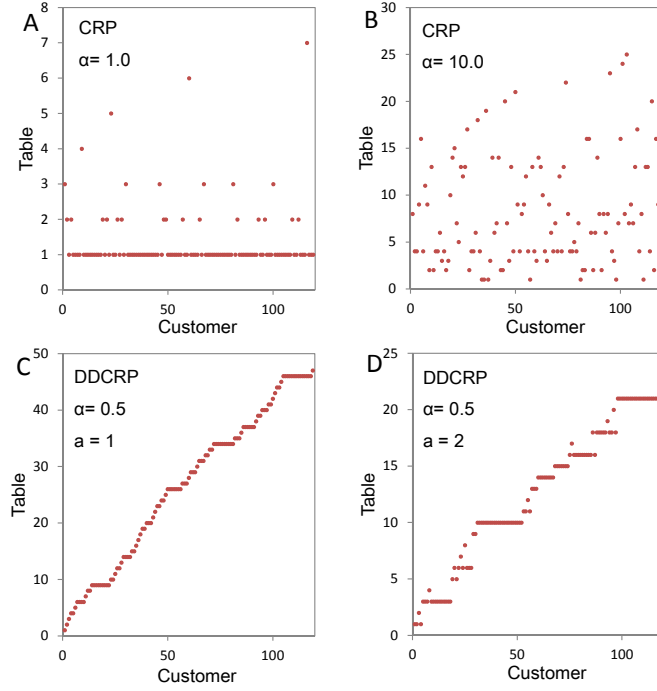 A
CRP
α= 1.0
8
7
6
5
4
3
2
1
0
Table
0 50 100
Customer
B
CRP
α= 10.0
30
25
20
15
10
5
0
Table
0 50 100
Customer
C
DDCRP
α= 0.5
a = 1
50
40
30
20
10
0
Table
0 50 100
Customer
D
DDCRP
α= 0.5
a = 2
25
20
15
10
5
0
Table
0 50 100
Customer